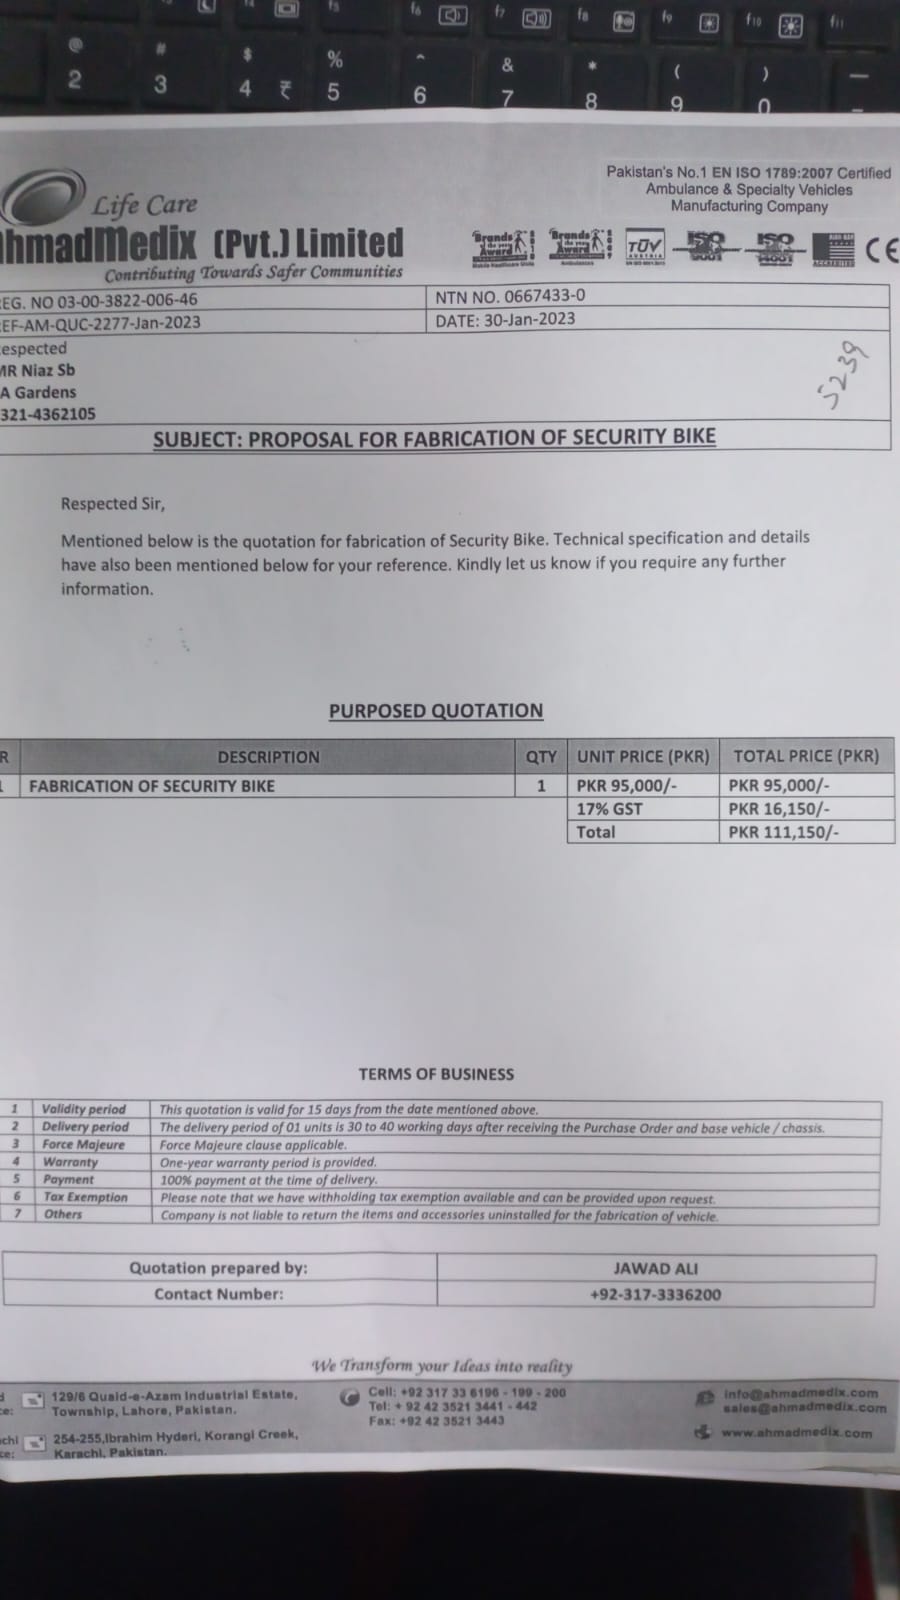 @ # $ % ^ & * ( ) —
2 3 4 ₹ 5 6 7 8 9 0
f5 f6 f7 f8 f9 f10 f11
Pakistan's No.1 EN ISO 1789:2007 Certified
Ambulance & Specialty Vehicles
Manufacturing Company
Life Care
AhmadMedix (Pvt.) Limited
Contributing Towards Safer Communities
Brands Award Brands Award TÜV AUSTRIA ISO 9001 ISO 14001 ACCREDITED CE
EG. NO 03-00-3822-006-46 NTN NO. 0667433-0
EF-AM-QUC-2277-Jan-2023 DATE: 30-Jan-2023
espected
MR Niaz Sb
A Gardens
321-4362105
5239
SUBJECT: PROPOSAL FOR FABRICATION OF SECURITY BIKE
Respected Sir,
Mentioned below is the quotation for fabrication of Security Bike. Technical specification and details
have also been mentioned below for your reference. Kindly let us know if you require any further
information.
PURPOSED QUOTATION
R DESCRIPTION QTY UNIT PRICE (PKR) TOTAL PRICE (PKR)
1 FABRICATION OF SECURITY BIKE 1 PKR 95,000/- PKR 95,000/-
17% GST PKR 16,150/-
Total PKR 111,150/-
TERMS OF BUSINESS
1 Validity period This quotation is valid for 15 days from the date mentioned above.
2 Delivery period The delivery period of 01 units is 30 to 40 working days after receiving the Purchase Order and base vehicle / chassis.
3 Force Majeure Force Majeure clause applicable.
4 Warranty One-year warranty period is provided.
5 Payment 100% payment at the time of delivery.
6 Tax Exemption Please note that we have withholding tax exemption available and can be provided upon request.
7 Others Company is not liable to return the items and accessories uninstalled for the fabrication of vehicle.
Quotation prepared by: JAWAD ALI
Contact Number: +92-317-3336200
We Transform your Ideas into reality
129/6 Quaid-e-Azam Industrial Estate,
Township, Lahore, Pakistan.
254-255,Ibrahim Hyderi, Korangi Creek,
Karachi, Pakistan.
Cell: +92 317 33 6196 - 199 - 200
Tel: + 92 42 3521 3441 - 442
Fax: +92 42 3521 3443
info@ahmadmedix.com
sales@ahmadmedix.com
www.ahmadmedix.com